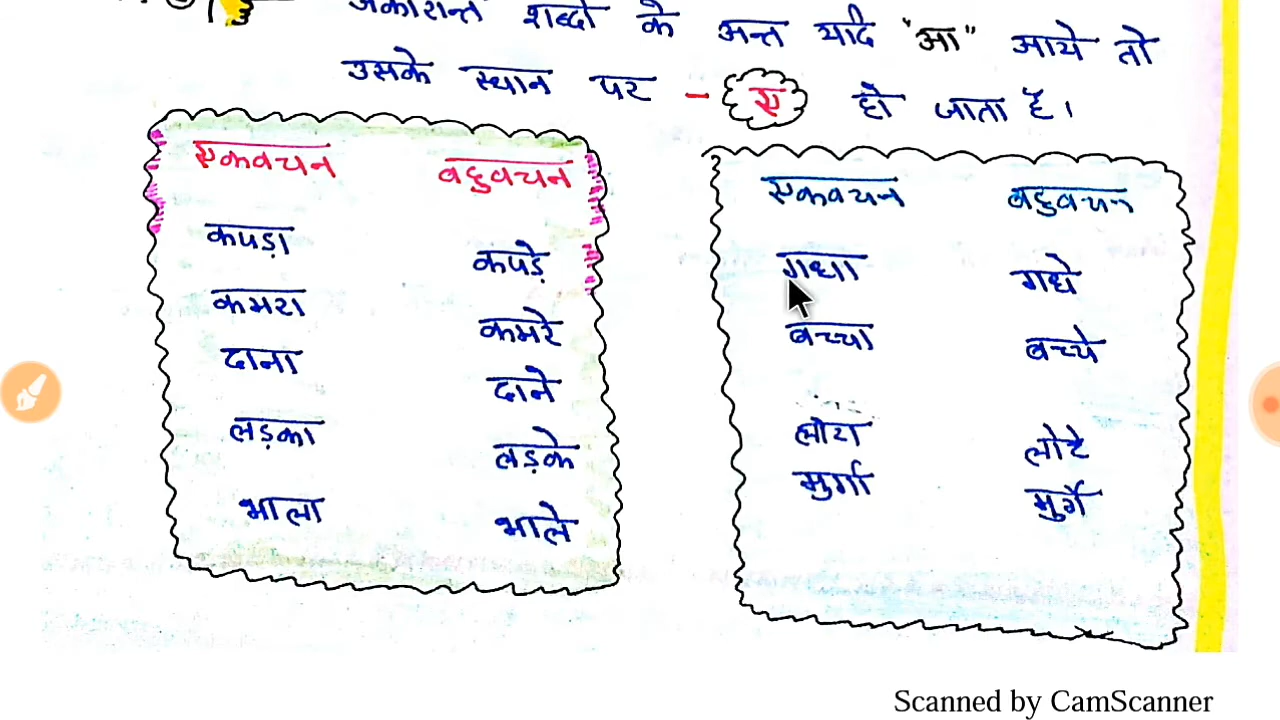 अकारान्त शब्दों के अन्त यदि "आ" आये तो
उसके स्थान पर - ए हो जाता है।
एकवचन बहुवचन
कपड़ा कपड़े
कमरा कमरे
दाना दाने
लड़का लड़के
भाला भाले
एकवचन बहुवचन
गधा गधे
बच्चा बच्चे
लोटा लोटे
मुर्गा मुर्गे
Scanned by CamScanner